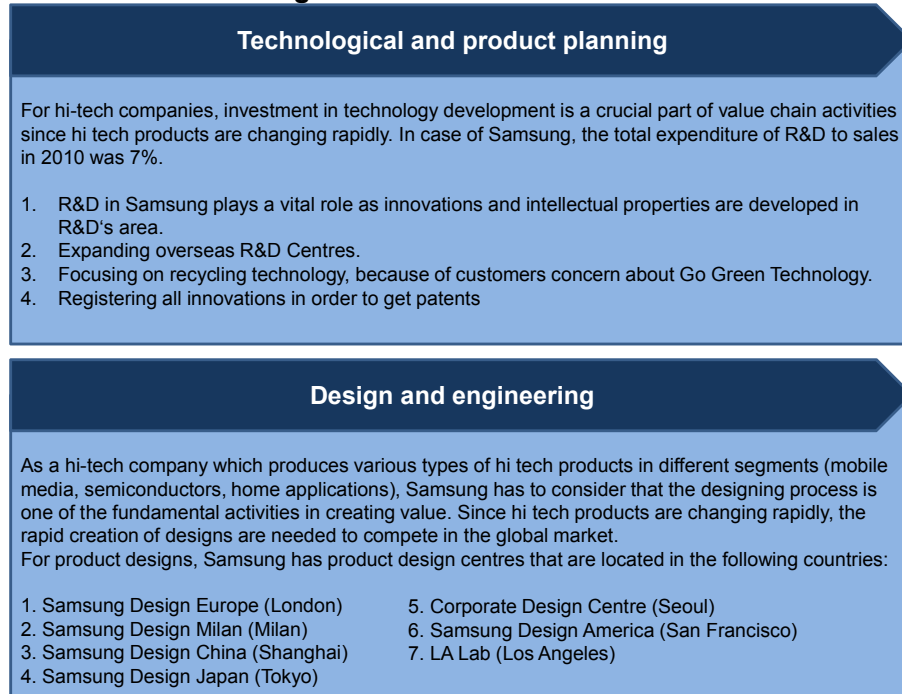 Technological and product planning
For hi-tech companies, investment in technology development is a crucial part of value chain activities
since hi tech products are changing rapidly. In case of Samsung, the total expenditure of R&D to sales
in 2010 was 7%.
1. R&D in Samsung plays a vital role as innovations and intellectual properties are developed in
R&D‘s area.
2. Expanding overseas R&D Centres.
3. Focusing on recycling technology, because of customers concern about Go Green Technology.
4. Registering all innovations in order to get patents
Design and engineering
As a hi-tech company which produces various types of hi tech products in different segments (mobile
media, semiconductors, home applications), Samsung has to consider that the designing process is
one of the fundamental activities in creating value. Since hi tech products are changing rapidly, the
rapid creation of designs are needed to compete in the global market.
For product designs, Samsung has product design centres that are located in the following countries:
1. Samsung Design Europe (London)
2. Samsung Design Milan (Milan)
3. Samsung Design China (Shanghai)
4. Samsung Design Japan (Tokyo)
5. Corporate Design Centre (Seoul)
6. Samsung Design America (San Francisco)
7. LA Lab (Los Angeles)